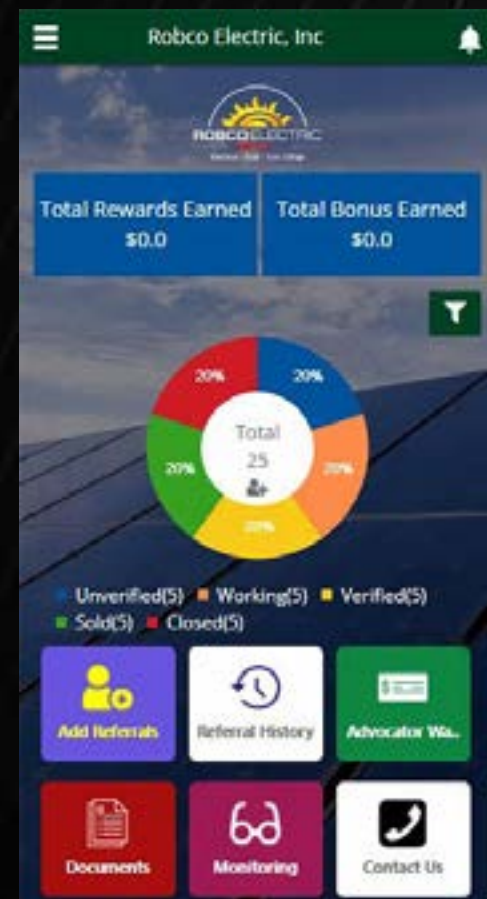 Robco Electric, Inc
ROBCO ELECTRIC
Total Rewards Earned
$0.0
Total Bonus Earned
$0.0
20%
20%
20%
20%
20%
Total
25
Unverified(5) Working(5) Verified(5)
Sold(5) Closed(5)
Add Referrals
Referral History
Advocator Wa..
Documents
Monitoring
Contact Us